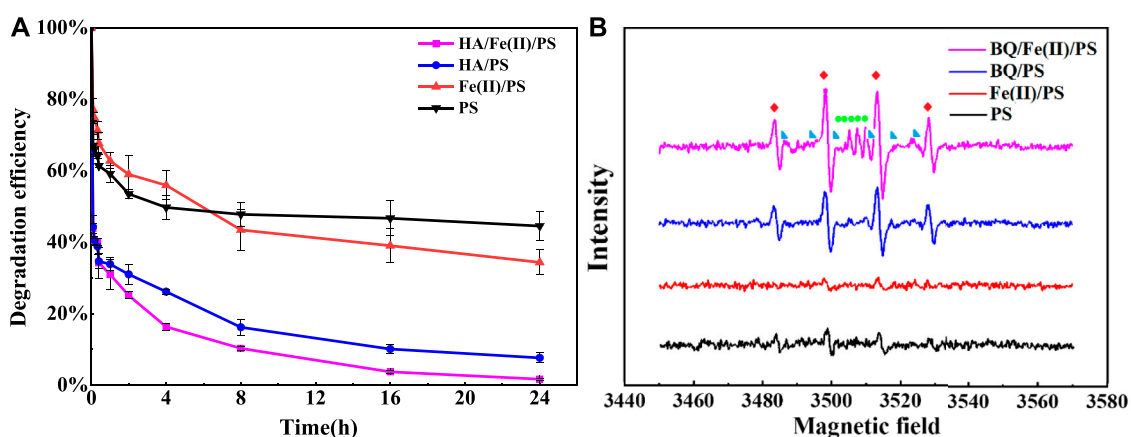 A
Degradation efficiency
100%
80%
60%
40%
20%
0%
0
4
8
12
16
20
24
Time(h)
HA/Fe(II)/PS
HA/PS
Fe(II)/PS
PS
B
Intensity
BQ/Fe(II)/PS
BQ/PS
Fe(II)/PS
PS
3440
3460
3480
3500
3520
3540
3560
3580
Magnetic field